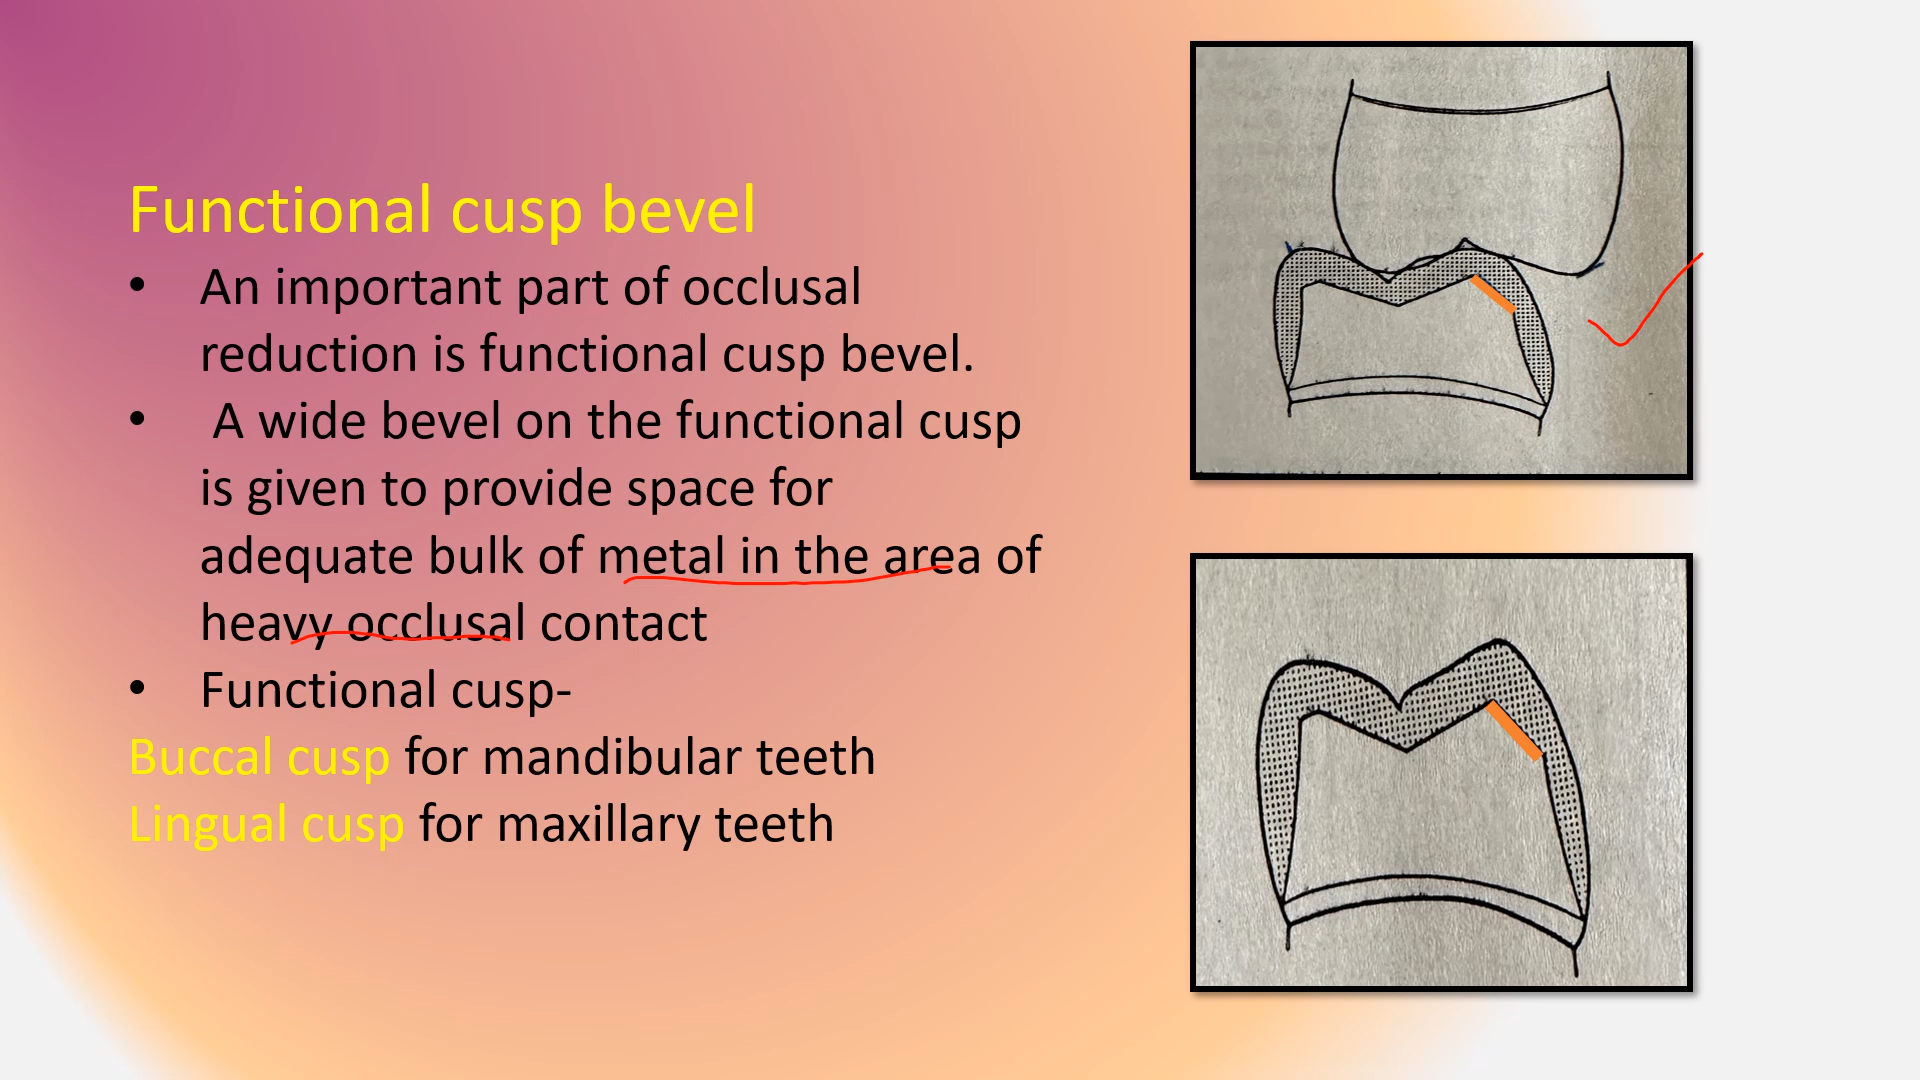 Functional cusp bevel
• An important part of occlusal
reduction is functional cusp bevel.
• A wide bevel on the functional cusp
is given to provide space for
adequate bulk of metal in the area of
heavy occlusal contact
• Functional cusp-
Buccal cusp for mandibular teeth
Lingual cusp for maxillary teeth